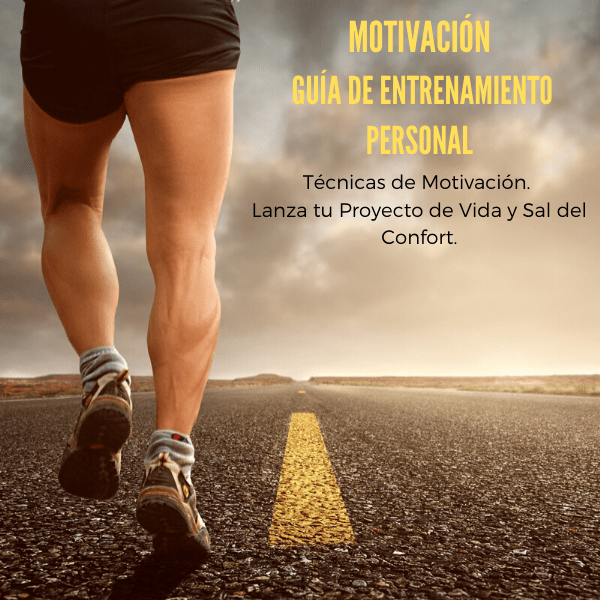 MOTIVACIÓN
GUÍA DE ENTRENAMIENTO
PERSONAL
Técnicas de Motivación.
Lanza tu Proyecto de Vida y Sal del
Confort.